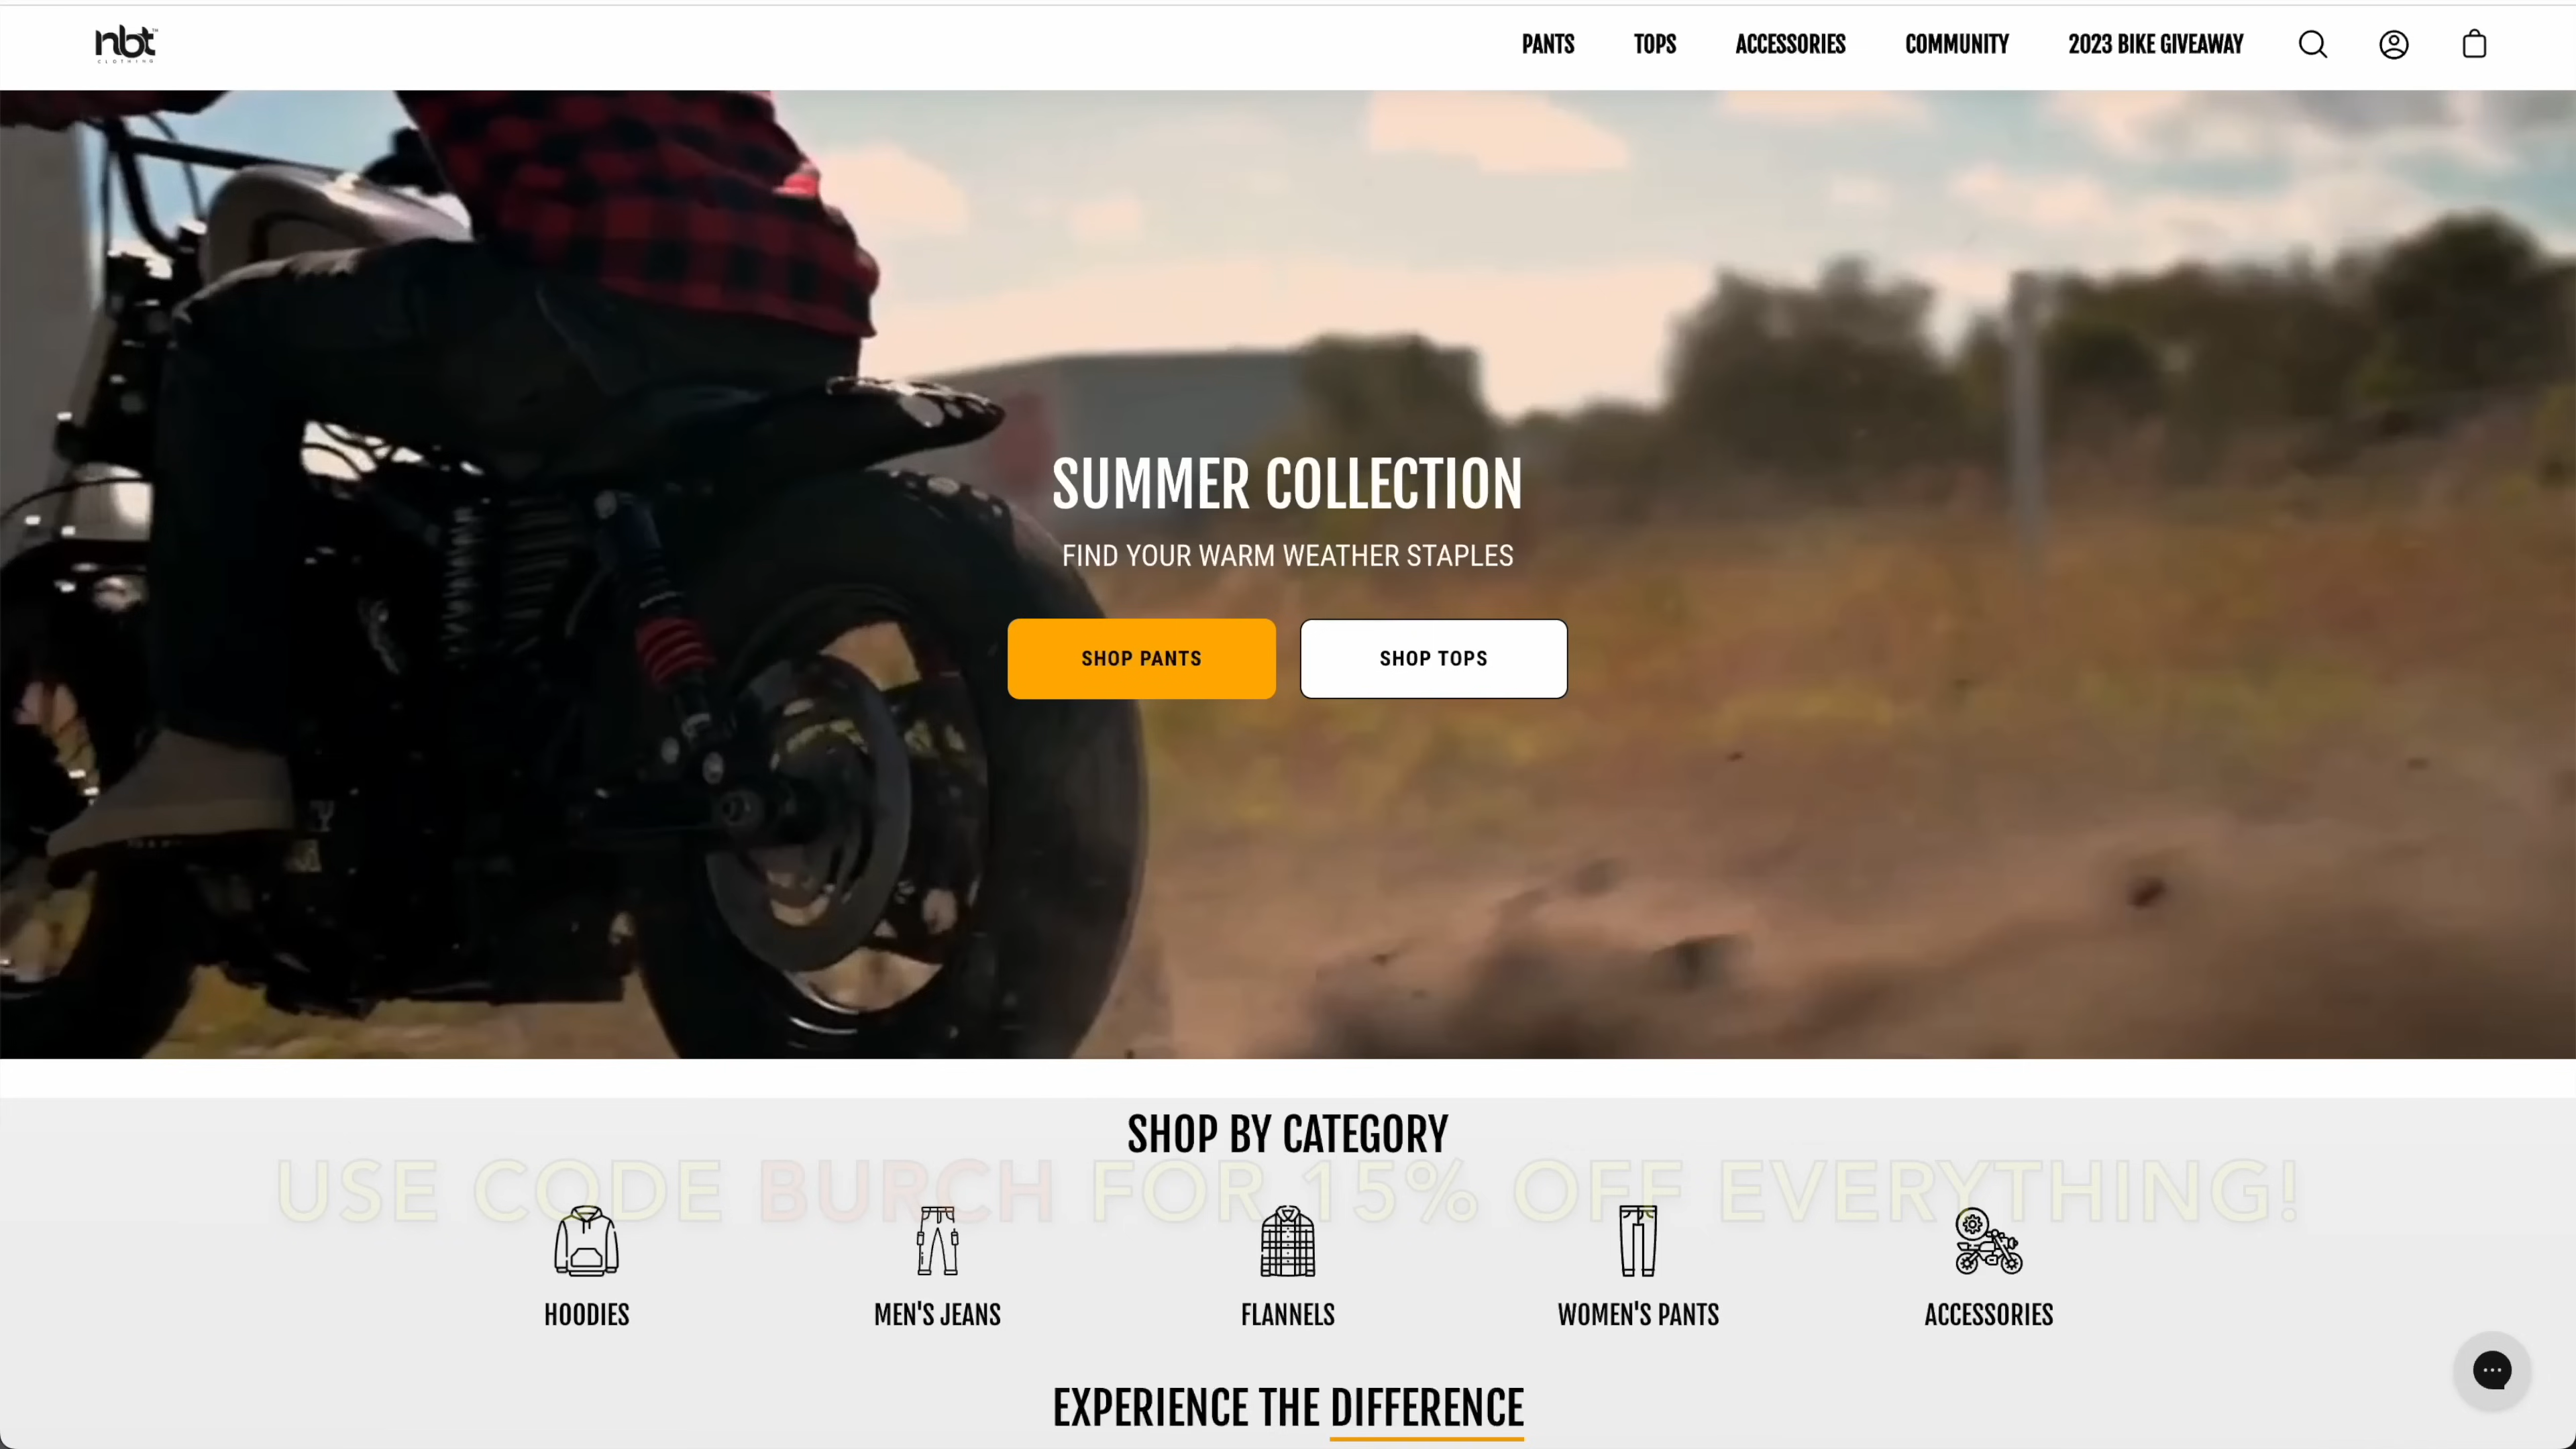 nbt
CLOTHING
PANTS TOPS ACCESSORIES COMMUNITY 2023 BIKE GIVEAWAY
SUMMER COLLECTION
FIND YOUR WARM WEATHER STAPLES
SHOP PANTS SHOP TOPS
SHOP BY CATEGORY
USE CODE BURCH FOR 15% OFF EVERYTHING!
HOODIES MEN'S JEANS FLANNELS WOMEN'S PANTS ACCESSORIES
EXPERIENCE THE DIFFERENCE